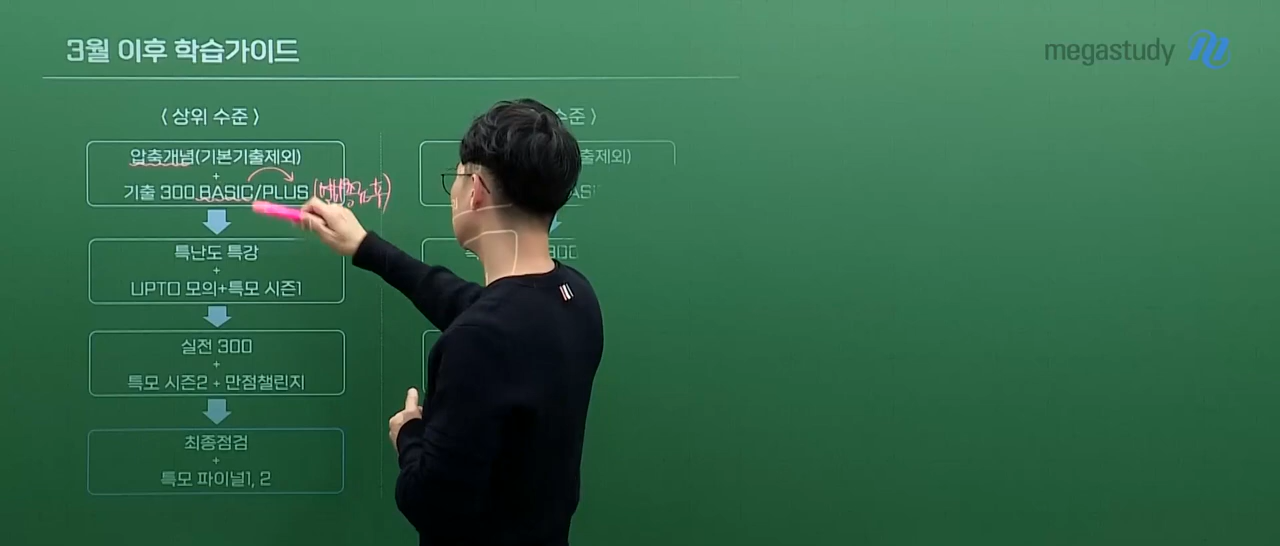 3월 이후 학습가이드
megastudy
〈 상위 수준 〉
압축개념(기본기출제외)
+
기출 300 BASIC/PLUS
특난도 특강
+
UPTO 모의+특모 시즌1
실전 300
+
특모 시즌2 + 만점챌린지
최종점검
+
특모 파이널1, 2
수준 〉
출제외)